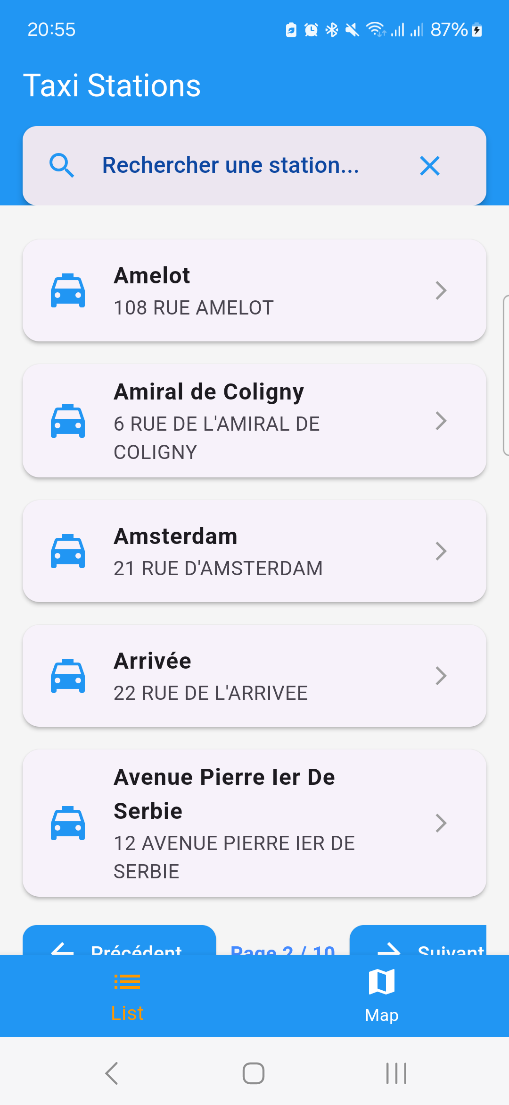 20:55
87%
Taxi Stations
Rechercher une station...
Amelot
108 RUE AMELOT
Amiral de Coligny
6 RUE DE L'AMIRAL DE
COLIGNY
Amsterdam
21 RUE D'AMSTERDAM
Arrivée
22 RUE DE L'ARRIVEE
Avenue Pierre Ier De
Serbie
12 AVENUE PIERRE IER DE
SERBIE
Précédent
Page 2 / 10
Suivant
List
Map